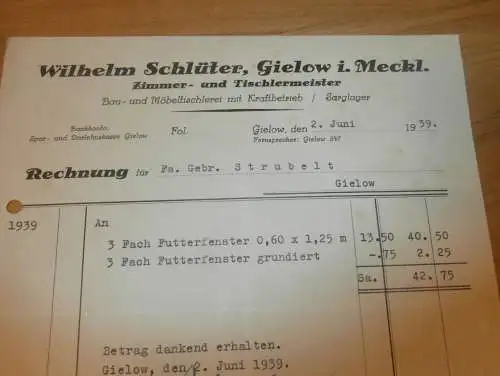 Wilhelm Schlüter, Gielow i. Meckl.
Zimmer- und Tischlermeister
Bau- und Möbeltischlerei mit Kraftbetrieb / Sarglager
Bankkonto:
Spar- und Darlehnskasse Gielow
Fol.
Gielow, den 2. Juni 1939.
Fernsprecher: Gielow
Rechnung für Fa. Gebr. Strubelt
Gielow
1939 An
3 Fach Futterfenster 0,60 x 1,25 m 13.50 40.50
3 Fach Futterfenster grundiert -.75 2.25
Sa. 42.75
Betrag dankend erhalten.
Gielow, den Juni 1939.